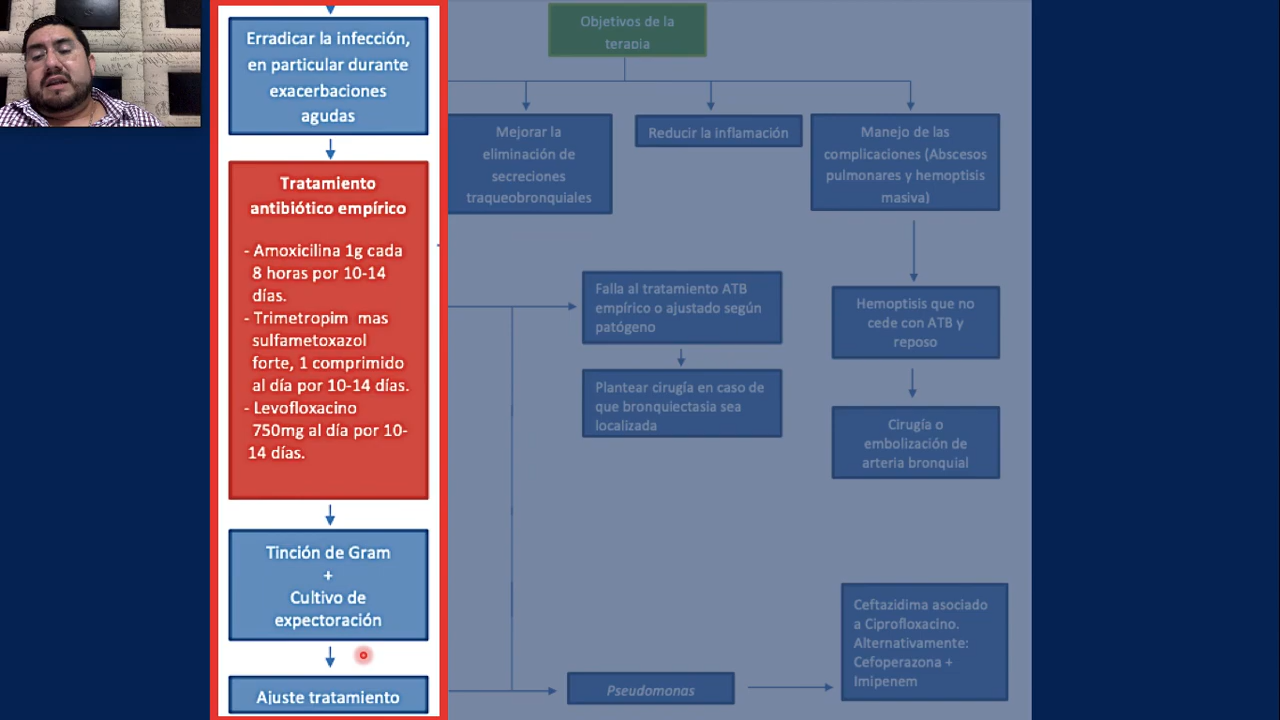 Erradicar la infección,
en particular durante
exacerbaciones
agudas
Tratamiento
antibiótico empírico
- Amoxicilina 1g cada
8 horas por 10-14
días.
- Trimetropim mas
sulfametoxazol
forte, 1 comprimido
al día por 10-14 días.
- Levofloxacino
750mg al día por 10-
14 días.
Tinción de Gram
+
Cultivo de
expectoración
Ajuste tratamiento
Objetivos de la
terapia
Mejorar la
eliminación de
secreciones
traqueobronquiales
Reducir la inflamación
Manejo de las
complicaciones (Abscesos
pulmonares y hemoptisis
masiva)
Falla al tratamiento ATB
empírico o ajustado según
patógeno
Plantear cirugía en caso de
que bronquiectasia sea
localizada
Hemoptisis que no
cede con ATB y
reposo
Cirugía o
embolización de
arteria bronquial
Pseudomonas
Ceftazidima asociado
a Ciprofloxacino.
Alternativamente:
Cefoperazona +
Imipenem